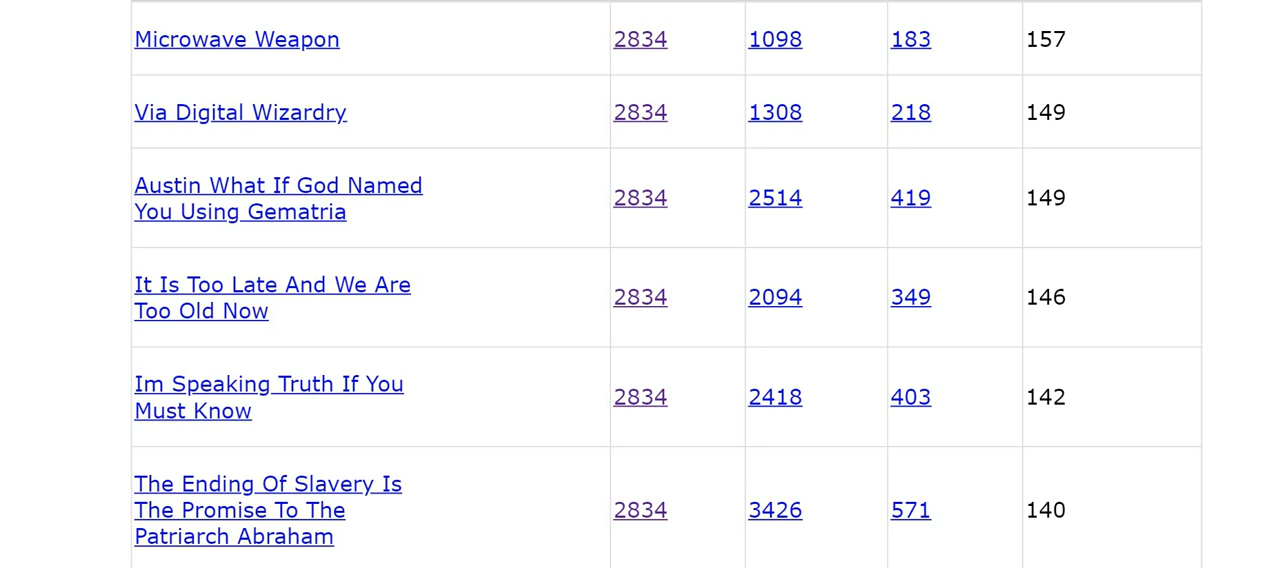 Microwave Weapon 2834 1098 183 157
Via Digital Wizardry 2834 1308 218 149
Austin What If God Named
You Using Gematria 2834 2514 419 149
It Is Too Late And We Are
Too Old Now 2834 2094 349 146
Im Speaking Truth If You
Must Know 2834 2418 403 142
The Ending Of Slavery Is
The Promise To The 2834 3426 571 140
Patriarch Abraham